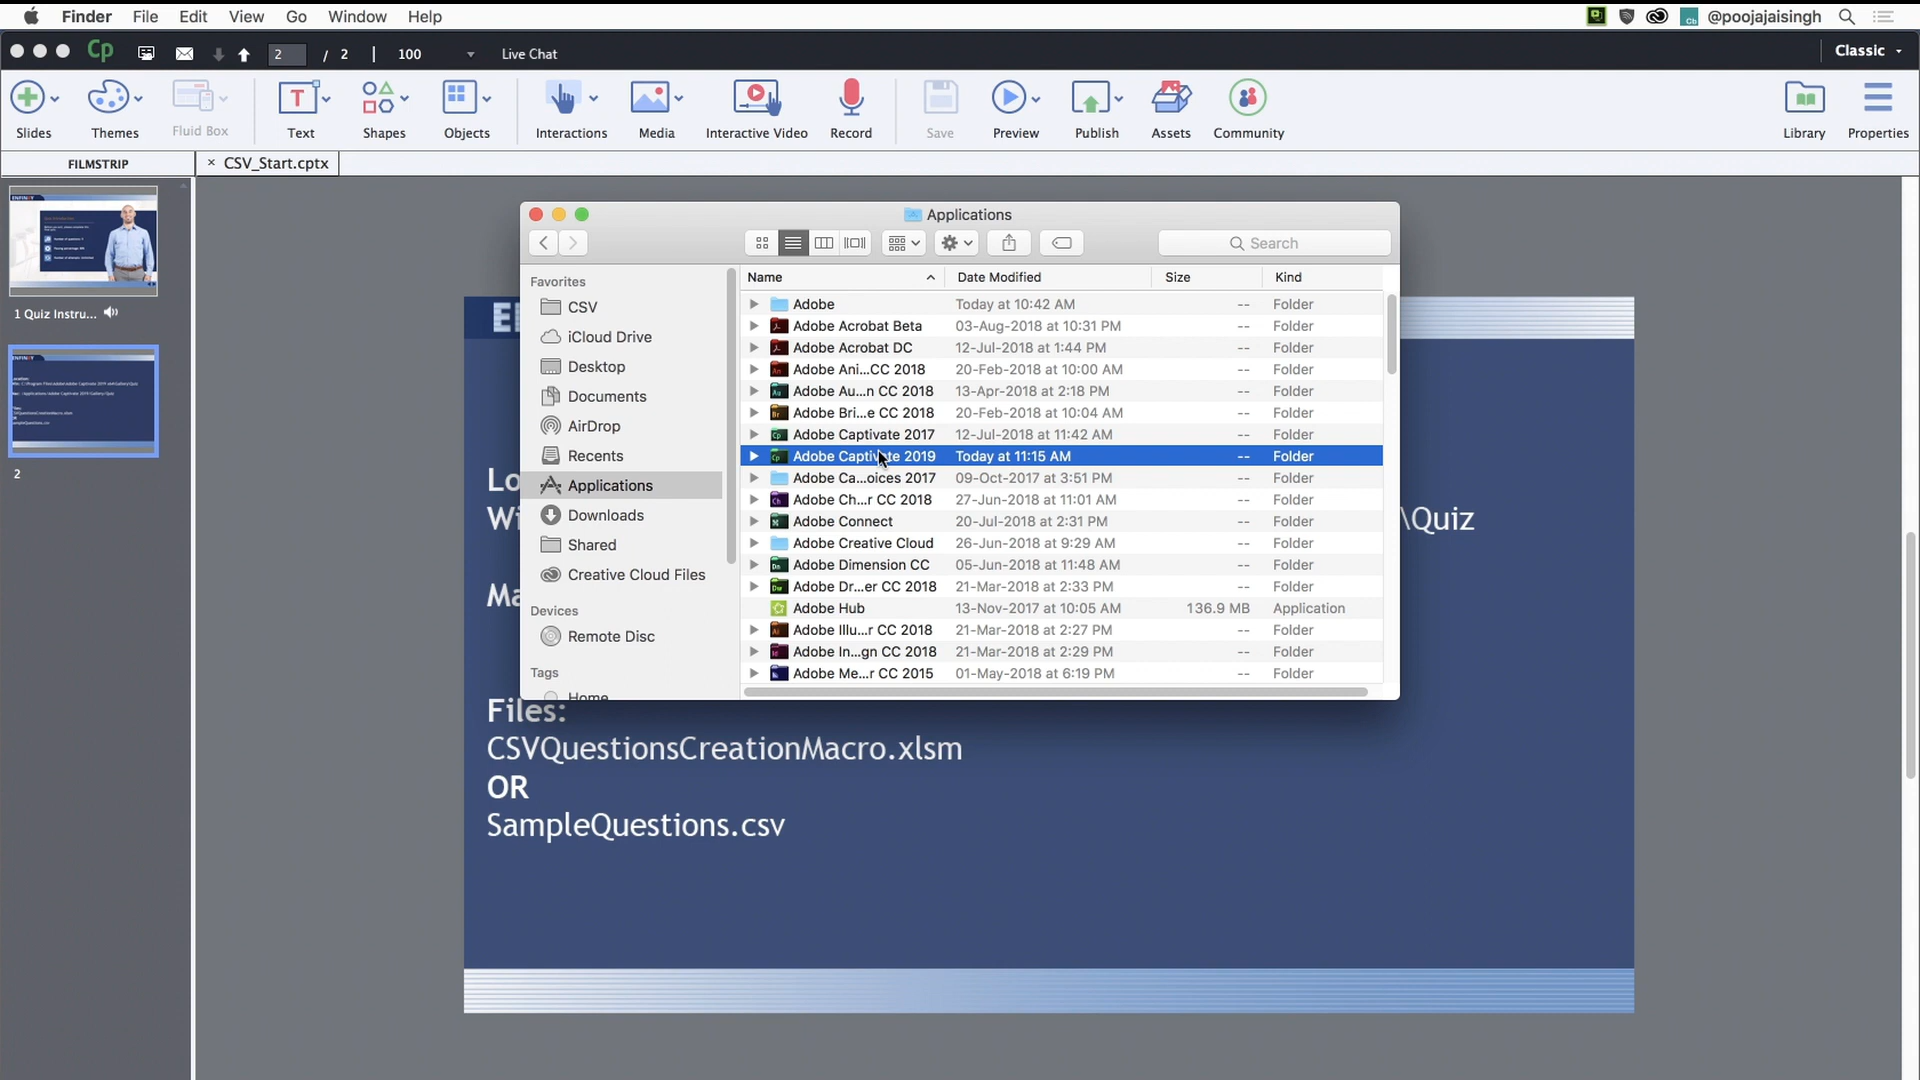 Finder File Edit View Go Window Help @poojajaisingh
Cp 2 / 2 | 100 Live Chat Classic
Slides Themes Fluid Box Text Shapes Objects Interactions Media Interactive Video Record Save Preview Publish Assets Community Library Properties
FILMSTRIP × CSV_Start.cptx
1 Quiz Instru...
2
Applications
Search
Favorites
CSV
iCloud Drive
Desktop
Documents
AirDrop
Recents
Applications
Downloads
Shared
Creative Cloud Files
Devices
Remote Disc
Tags
Home
Name Date Modified Size Kind
Adobe Today at 10:42 AM -- Folder
Adobe Acrobat Beta 03-Aug-2018 at 10:31 PM -- Folder
Adobe Acrobat DC 12-Jul-2018 at 1:44 PM -- Folder
Adobe Ani...CC 2018 20-Feb-2018 at 10:00 AM -- Folder
Adobe Au...n CC 2018 13-Apr-2018 at 2:18 PM -- Folder
Adobe Bri...e CC 2018 20-Feb-2018 at 10:04 AM -- Folder
Adobe Captivate 2017 12-Jul-2018 at 11:42 AM -- Folder
Adobe Captivate 2019 Today at 11:15 AM -- Folder
Adobe Ca...oices 2017 09-Oct-2017 at 3:51 PM -- Folder
Adobe Ch...r CC 2018 27-Jun-2018 at 11:01 AM -- Folder
Adobe Connect 20-Jul-2018 at 2:31 PM -- Folder
Adobe Creative Cloud 26-Jun-2018 at 9:29 AM -- Folder
Adobe Dimension CC 05-Jun-2018 at 11:48 AM -- Folder
Adobe Dr...er CC 2018 21-Mar-2018 at 2:33 PM -- Folder
Adobe Hub 13-Nov-2017 at 10:05 AM 136.9 MB Application
Adobe Illu...r CC 2018 21-Mar-2018 at 2:27 PM -- Folder
Adobe In...gn CC 2018 21-Mar-2018 at 2:29 PM -- Folder
Adobe Me...r CC 2015 01-May-2018 at 6:19 PM -- Folder
Lo
Wi \Quiz
Ma
Files:
CSVQuestionsCreationMacro.xlsm
OR
SampleQuestions.csv